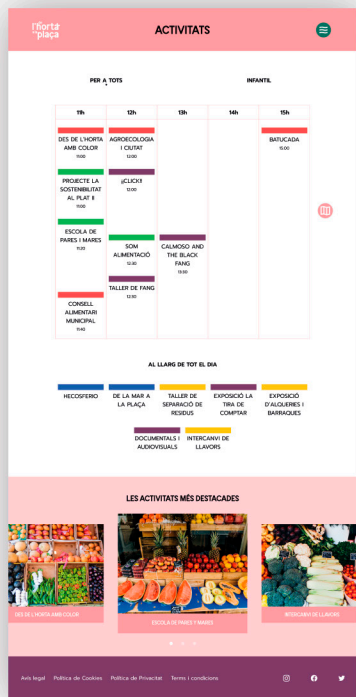 l'horta
en plaça
ACTIVITATS
PER A TOTS
INFANTIL
11h
12h
13h
14h
15h
DES DE L'HORTA
AMB COLOR
11:00
PROJECTE LA
SOSTENIBILITAT
AL PLAT II
11:00
ESCOLA DE
PARES I MARES
11:20
CONSELL
ALIMENTARI
MUNICIPAL
11:40
AGROECOLOGIA
I CIUTAT
12:00
¡¡CLICK!!
12:00
SOM
ALIMENTACIÓ
12:30
TALLER DE FANG
12:30
CALMOSO AND
THE BLACK
FANG
13:30
BATUCADA
15:00
AL LLARG DE TOT EL DIA
HECOSFERIO
DE LA MAR A
LA PLAÇA
TALLER DE
SEPARACIÓ DE
RESIDUS
EXPOSICIÓ LA
TIRA DE
COMPTAR
EXPOSICIÓ
D'ALQUERIES I
BARRAQUES
DOCUMENTALS I
AUDIOVISUALS
INTERCANVI DE
LLAVORS
LES ACTIVITATS MÉS DESTACADES
DES DE L'HORTA AMB COLOR
ESCOLA DE PARES Y MARES
INTERCANVI DE LLAVORS
Avís legal
Política de Cookies
Política de Privacitat
Terms i condicions